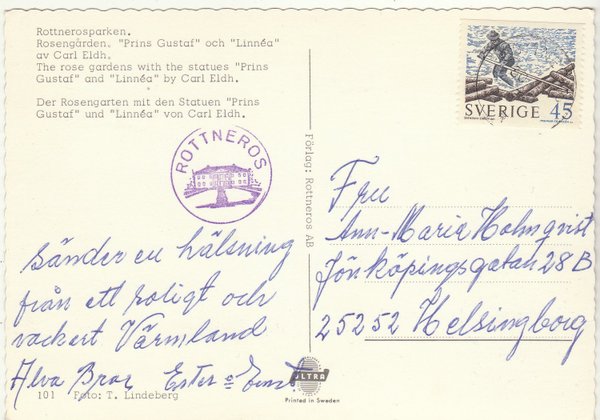 Rottnerosparken.
Rosengården. "Prins Gustaf" och "Linnéa"
av Carl Eldh.
The rose gardens with the statues "Prins
Gustaf" and "Linnéa" by Carl Eldh.
Der Rosengarten mit den Statuen "Prins
Gustaf" und "Linnéa" von Carl Eldh.
ROTTNEROS
sänder en hälsning
från ett roligt och
vackert Värmland
Alva Bror Ester o Ernst
101 Foto: T. Lindeberg
Förlag: Rottneros AB
ULTRA
Printed in Sweden
SVERIGE 45
Fru
Ann-Maria Holmqvist
Jönköpingsgatan 28 B
25252 Helsingborg